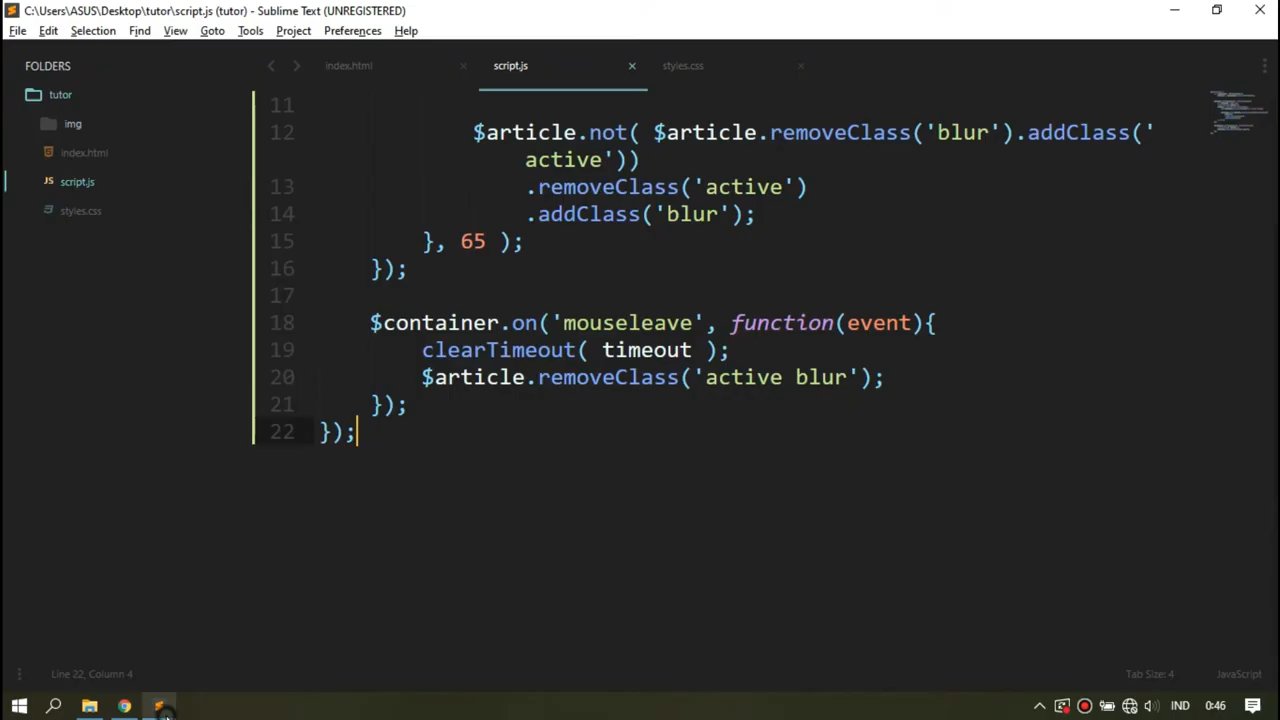 C:\Users\ASUS\Desktop\tutor\script.js (tutor) - Sublime Text (UNREGISTERED)
File Edit Selection Find View Goto Tools Project Preferences Help
FOLDERS
tutor
img
index.html
JS script.js
styles.css
index.html script.js styles.css
11
12 $article.not( $article.removeClass('blur').addClass('
active'))
13 .removeClass('active')
14 .addClass('blur');
15 }, 65 );
16 });
17
18 $container.on('mouseleave', function(event){
19 clearTimeout( timeout );
20 $article.removeClass('active blur');
21 });
22 });
Line 22, Column 4 Tab Size: 4 JavaScript
IND 0:46